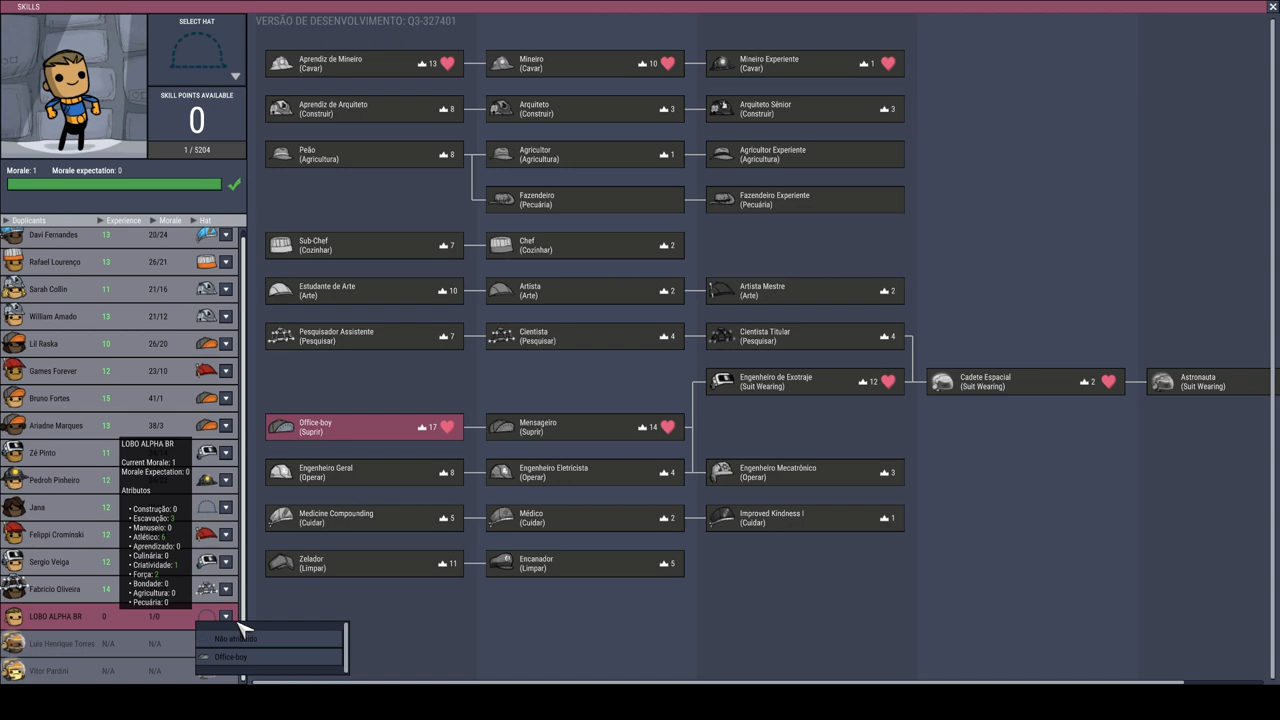 SKILLS
SELECT HAT
SKILL POINTS AVAILABLE
0
1 / 5204
Morale: 1 Morale expectation: 0
Duplicants Experience Morale Hat
Davi Fernandes 13 20/24
Rafael Lourenço 13 26/21
Sarah Collin 11 21/16
William Amado 13 21/12
Lil Raska 10 26/20
Games Forever 12 23/10
Bruno Fortes 15 41/1
Ariadne Marques 13 38/3
Zé Pinto 11
Pedroh Pinheiro 12
Jana 12
Felippi Crominski 12
Sergio Veiga 12
Fabricio Oliveira 14
LOBO ALPHA BR 0 1/0
Luis Henrique Torres N/A N/A
Vitor Pardini N/A N/A
LOBO ALPHA BR
Current Morale: 1
Morale Expectation: 0
Atributos
• Construção: 0
• Escavação: 3
• Manuseio: 0
• Atlético: 6
• Aprendizado: 0
• Culinária: 0
• Criatividade: 1
• Força: 2
• Bondade: 0
• Agricultura: 0
• Pecuária: 0
Não atribuído
Office-boy
VERSÃO DE DESENVOLVIMENTO: Q3-327401
Aprendiz de Mineiro
(Cavar)
13
Mineiro
(Cavar)
10
Mineiro Experiente
(Cavar)
1
Aprendiz de Arquiteto
(Construir)
8
Arquiteto
(Construir)
3
Arquiteto Sênior
(Construir)
3
Peão
(Agricultura)
8
Agricultor
(Agricultura)
1
Agricultor Experiente
(Agricultura)
Fazendeiro
(Pecuária)
Fazendeiro Experiente
(Pecuária)
Sub-Chef
(Cozinhar)
7
Chef
(Cozinhar)
2
Estudante de Arte
(Arte)
10
Artista
(Arte)
2
Artista Mestre
(Arte)
2
Pesquisador Assistente
(Pesquisar)
7
Cientista
(Pesquisar)
4
Cientista Titular
(Pesquisar)
4
Engenheiro de Exotraje
(Suit Wearing)
12
Cadete Espacial
(Suit Wearing)
2
Astronauta
(Suit Wearing)
Office-boy
(Suprir)
17
Mensageiro
(Suprir)
14
Engenheiro Geral
(Operar)
8
Engenheiro Eletricista
(Operar)
4
Engenheiro Mecatrônico
(Operar)
3
Medicine Compounding
(Cuidar)
5
Médico
(Cuidar)
2
Improved Kindness I
(Cuidar)
1
Zelador
(Limpar)
11
Encanador
(Limpar)
5